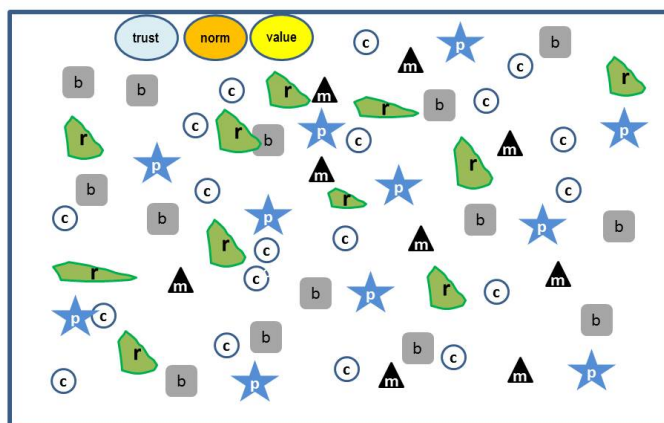 trust norm value c p b
m c
b b c r m r b c r
r c r b p c m c p
p m r
b c r p c
c b p b p b
r c c m
r m c m
b p r c
p c b
r c b b c
c b p c m m p